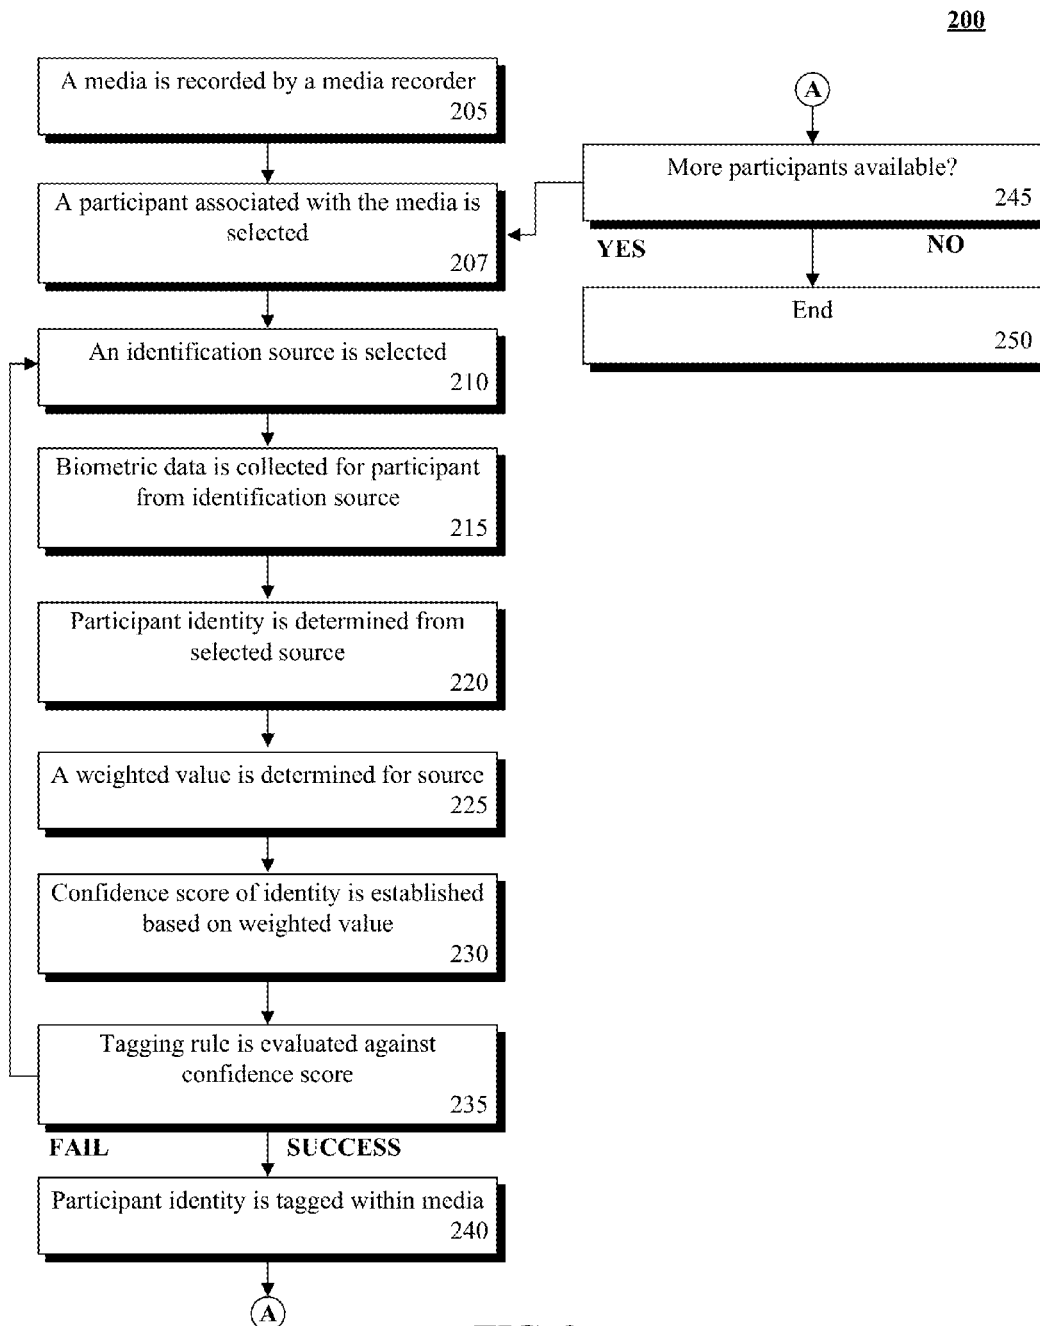 200
A media is recorded by a media recorder
205
A participant associated with the media is
selected
207
An identification source is selected
210
Biometric data is collected for participant
from identification source
215
Participant identity is determined from
selected source
220
A weighted value is determined for source
225
Confidence score of identity is established
based on weighted value
230
Tagging rule is evaluated against
confidence score
235
FAIL
SUCCESS
Participant identity is tagged within media
240
A
A
More participants available?
245
YES
NO
End
250